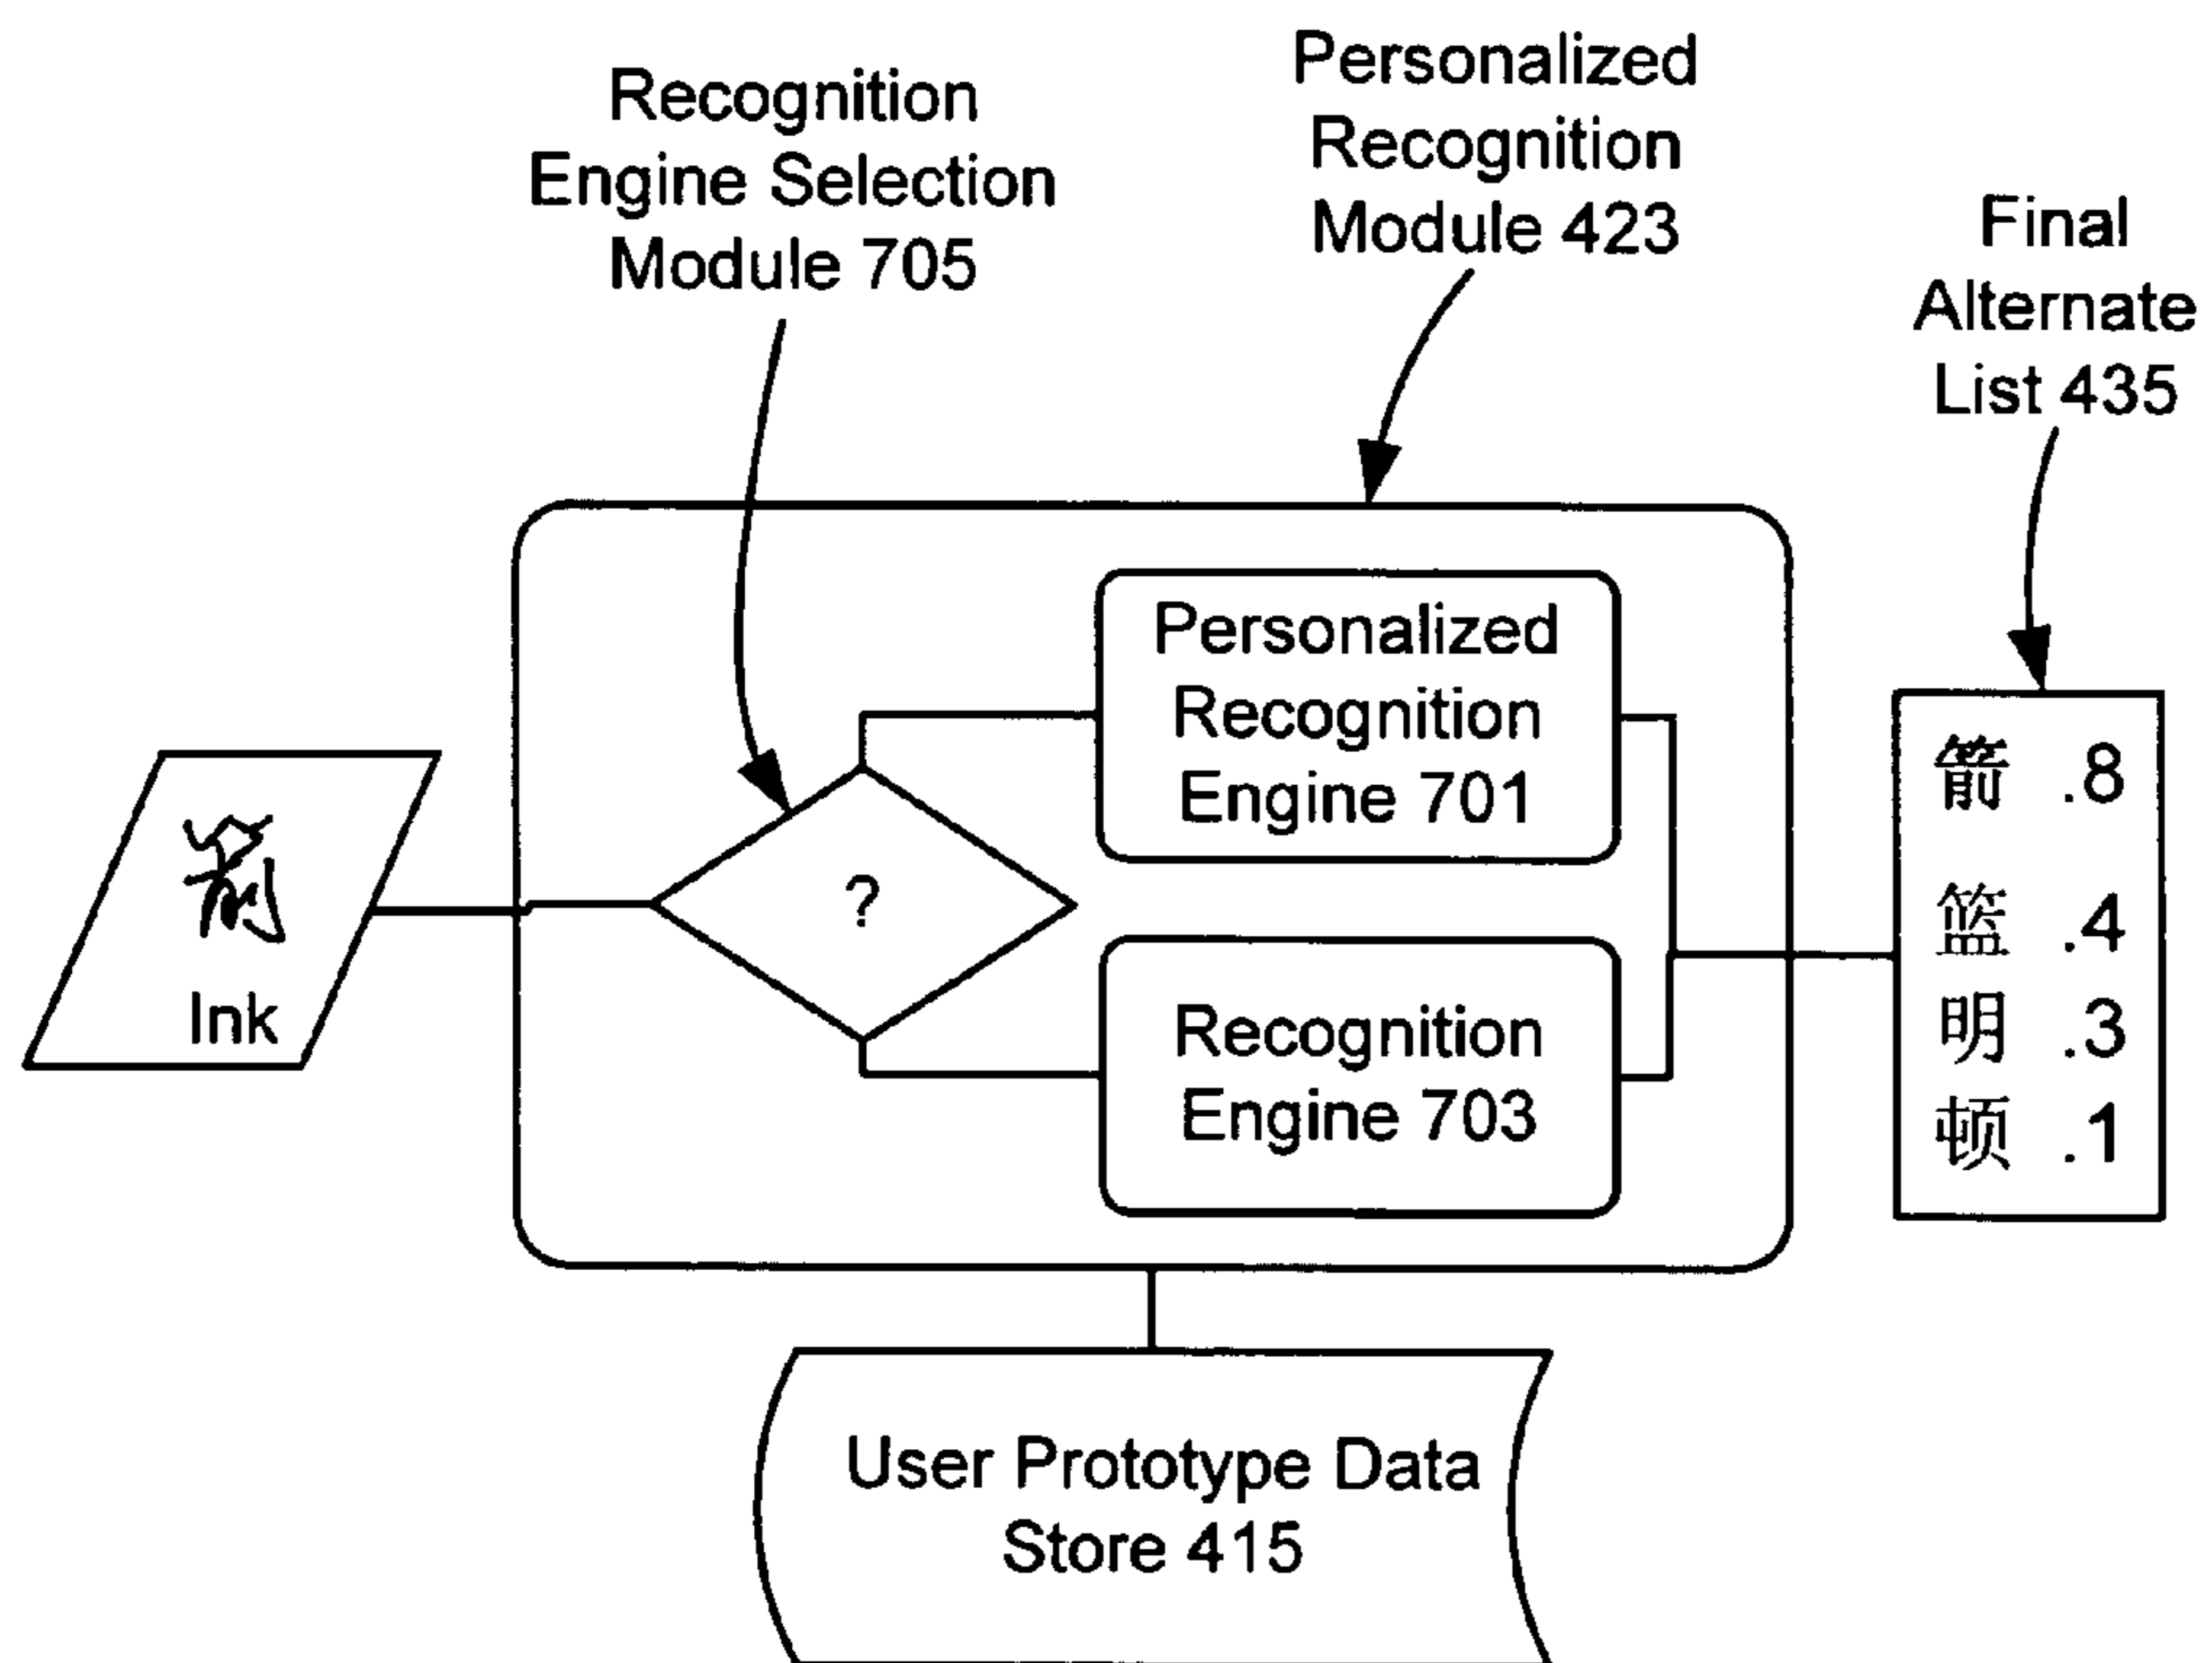 Recognition
Engine Selection
Module 705
Personalized
Recognition
Module 423
Final
Alternate
List 435
Ink
?
Personalized
Recognition
Engine 701
Recognition
Engine 703
箭 .8
篮 .4
明 .3
顿 .1
User Prototype Data
Store 415